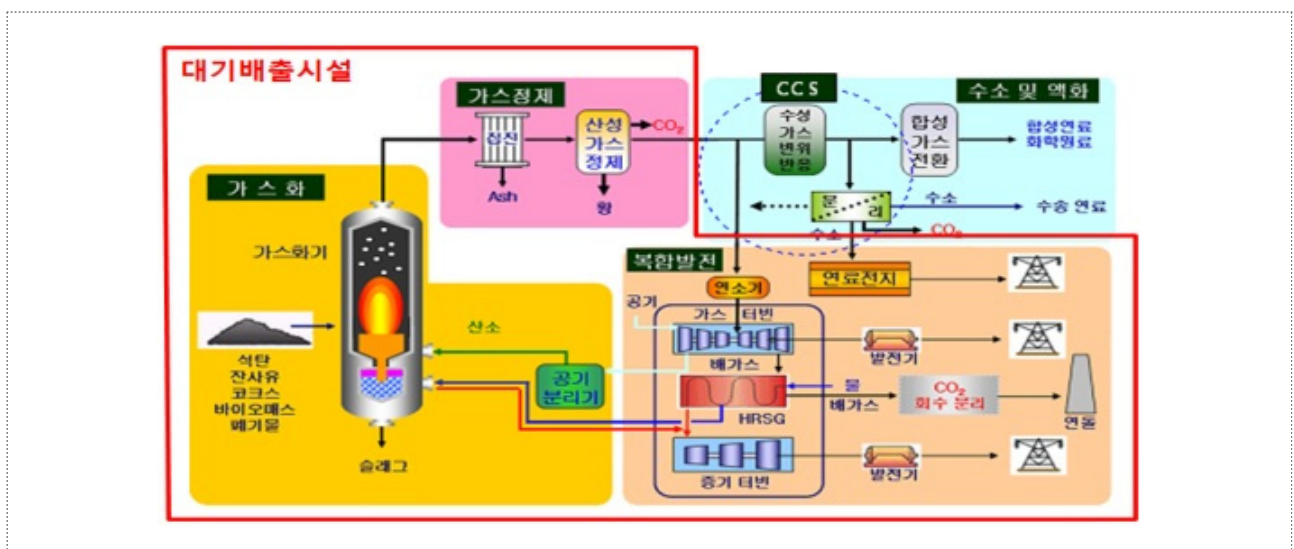 대기배출시설
가스정제
집진
Ash
산성
가스
정제
CO₂
황
CCS
수소 및 액화
수성
가스
변위
반응
합성
가스
전환
합성연료
화학원료
분리
수소
수송 연료
수소
CO₂
가스화
가스화기
석탄
잔사유
코크스
바이오매스
폐기물
슬래그
산소
공기
분리기
복합발전
연소기
공기
가스 터빈
배가스
HRSG
증기 터빈
연료전지
발전기
물
배가스
CO₂
회수 분리
연돌
발전기